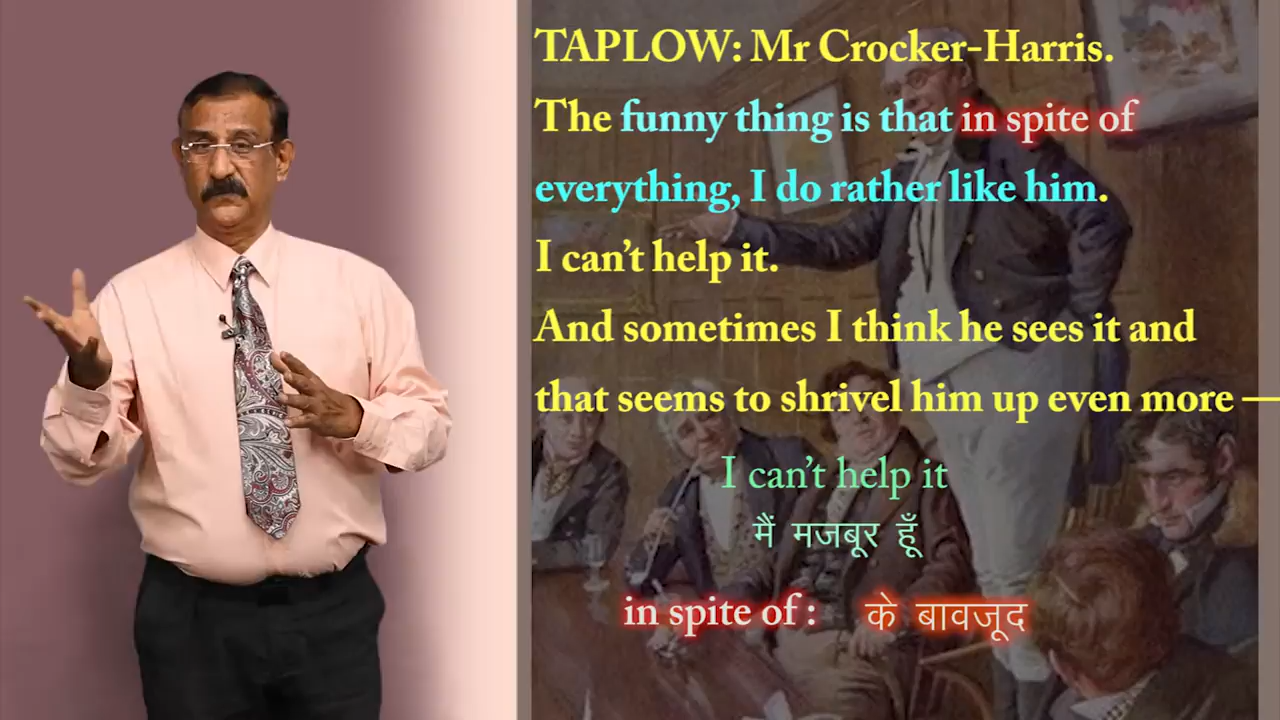 TAPLOW: Mr Crocker-Harris.
The funny thing is that in spite of
everything, I do rather like him.
I can’t help it.
And sometimes I think he sees it and
that seems to shrivel him up even more —
I can’t help it
मैं मजबूर हूँ
in spite of : के बावजूद